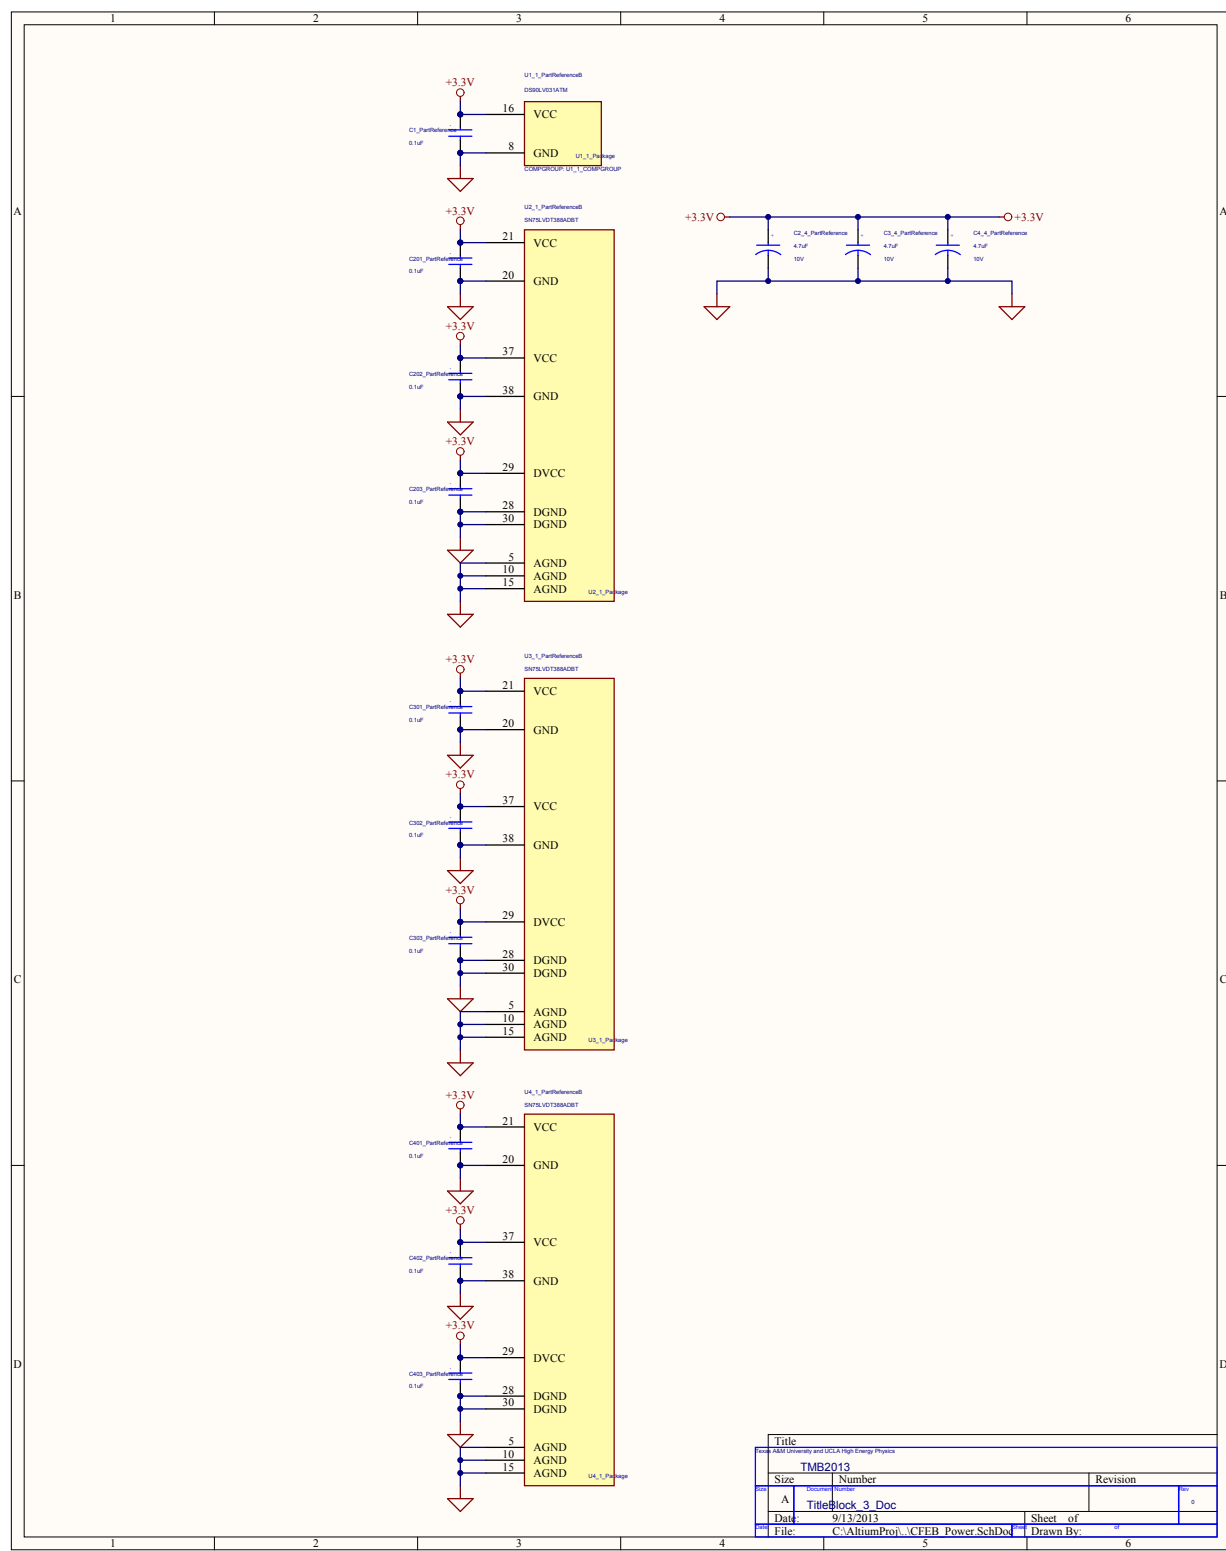 1 2 3 4 5 6
+3.3V
U1_1_PartReferenceB
DS90LV031ATM
16 VCC
C1_PartReference
0.1uF
8 GND
U1_1_Package
COMPGROUP: U1_1_COMPGROUP
A A
+3.3V
U2_1_PartReferenceB
SN75LVDT388ADBT
21 VCC
C201_PartReference
0.1uF
20 GND
+3.3V
37 VCC
C202_PartReference
0.1uF
38 GND
+3.3V
29 DVCC
C203_PartReference
0.1uF
28 DGND
30 DGND
5 AGND
10 AGND
15 AGND
U2_1_Package
+3.3V +3.3V
C2_4_PartReference C3_4_PartReference C4_4_PartReference
4.7uF 4.7uF 4.7uF
10V 10V 10V
B B
+3.3V
U3_1_PartReferenceB
SN75LVDT388ADBT
21 VCC
C301_PartReference
0.1uF
20 GND
+3.3V
37 VCC
C302_PartReference
0.1uF
38 GND
+3.3V
29 DVCC
C303_PartReference
0.1uF
28 DGND
30 DGND
5 AGND
10 AGND
15 AGND
U3_1_Package
C C
+3.3V
U4_1_PartReferenceB
SN75LVDT388ADBT
21 VCC
C401_PartReference
0.1uF
20 GND
+3.3V
37 VCC
C402_PartReference
0.1uF
38 GND
+3.3V
29 DVCC
C403_PartReference
0.1uF
28 DGND
30 DGND
5 AGND
10 AGND
15 AGND
U4_1_Package
D D
Title
Texas A&M University and UCLA High Energy Physics
TMB2013
Size Number Revision
Size Document Number Rev
A TitleBlock_3_Doc 0
Date: 9/13/2013 Sheet of
Date: Sheet of
File: C:\AltiumProj\..\CFEB_Power.SchDoc Drawn By:
1 2 3 4 5 6